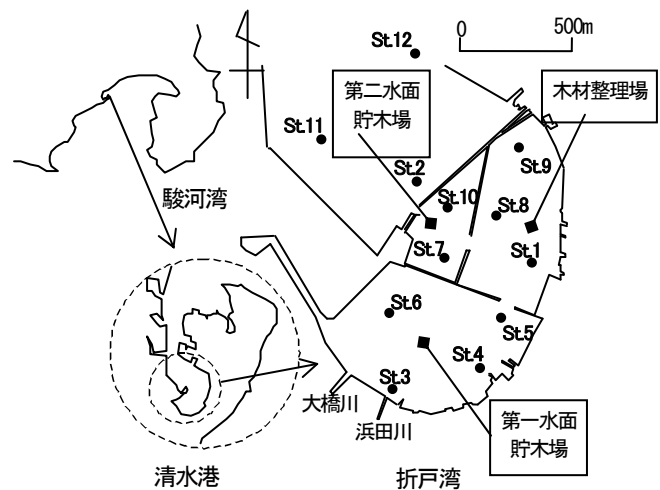 St.12
0 500m
第二水面
貯木場
木材整理場
St.11
St.9
St.2
St.10
St.8
駿河湾
St.7
St.1
St.6
St.5
St.4
St.3
大橋川
浜田川
第一水面
貯木場
清水港
折戸湾